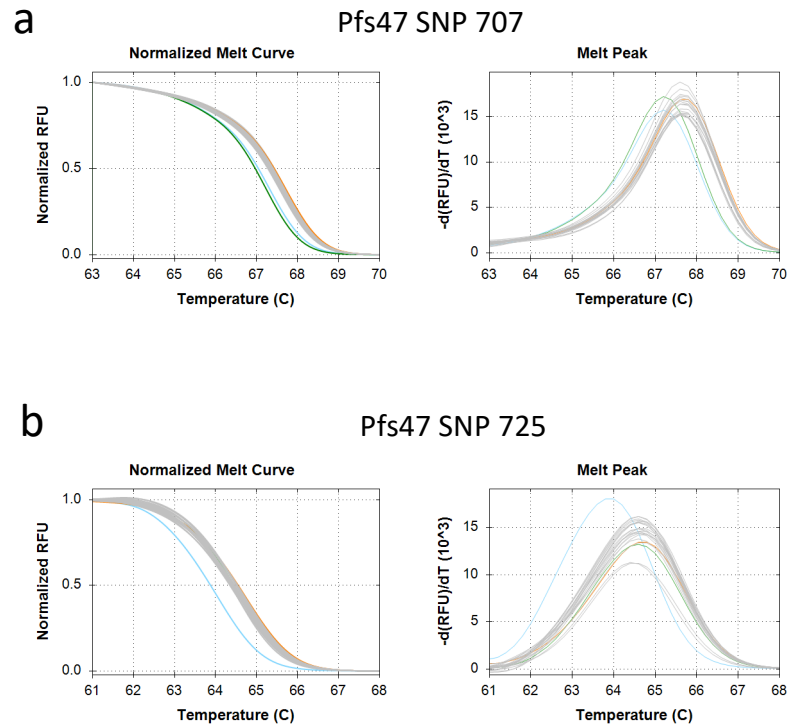 a
Pfs47 SNP 707
Normalized Melt Curve
Normalized RFU
1.0
0.5
0.0
63 64 65 66 67 68 69 70
Temperature (C)
Melt Peak
-d(RFU)/dT (10^3)
15
10
5
0
63 64 65 66 67 68 69 70
Temperature (C)
b
Pfs47 SNP 725
Normalized Melt Curve
Normalized RFU
1.0
0.5
0.0
61 62 63 64 65 66 67 68
Temperature (C)
Melt Peak
-d(RFU)/dT (10^3)
15
10
5
0
61 62 63 64 65 66 67 68
Temperature (C)